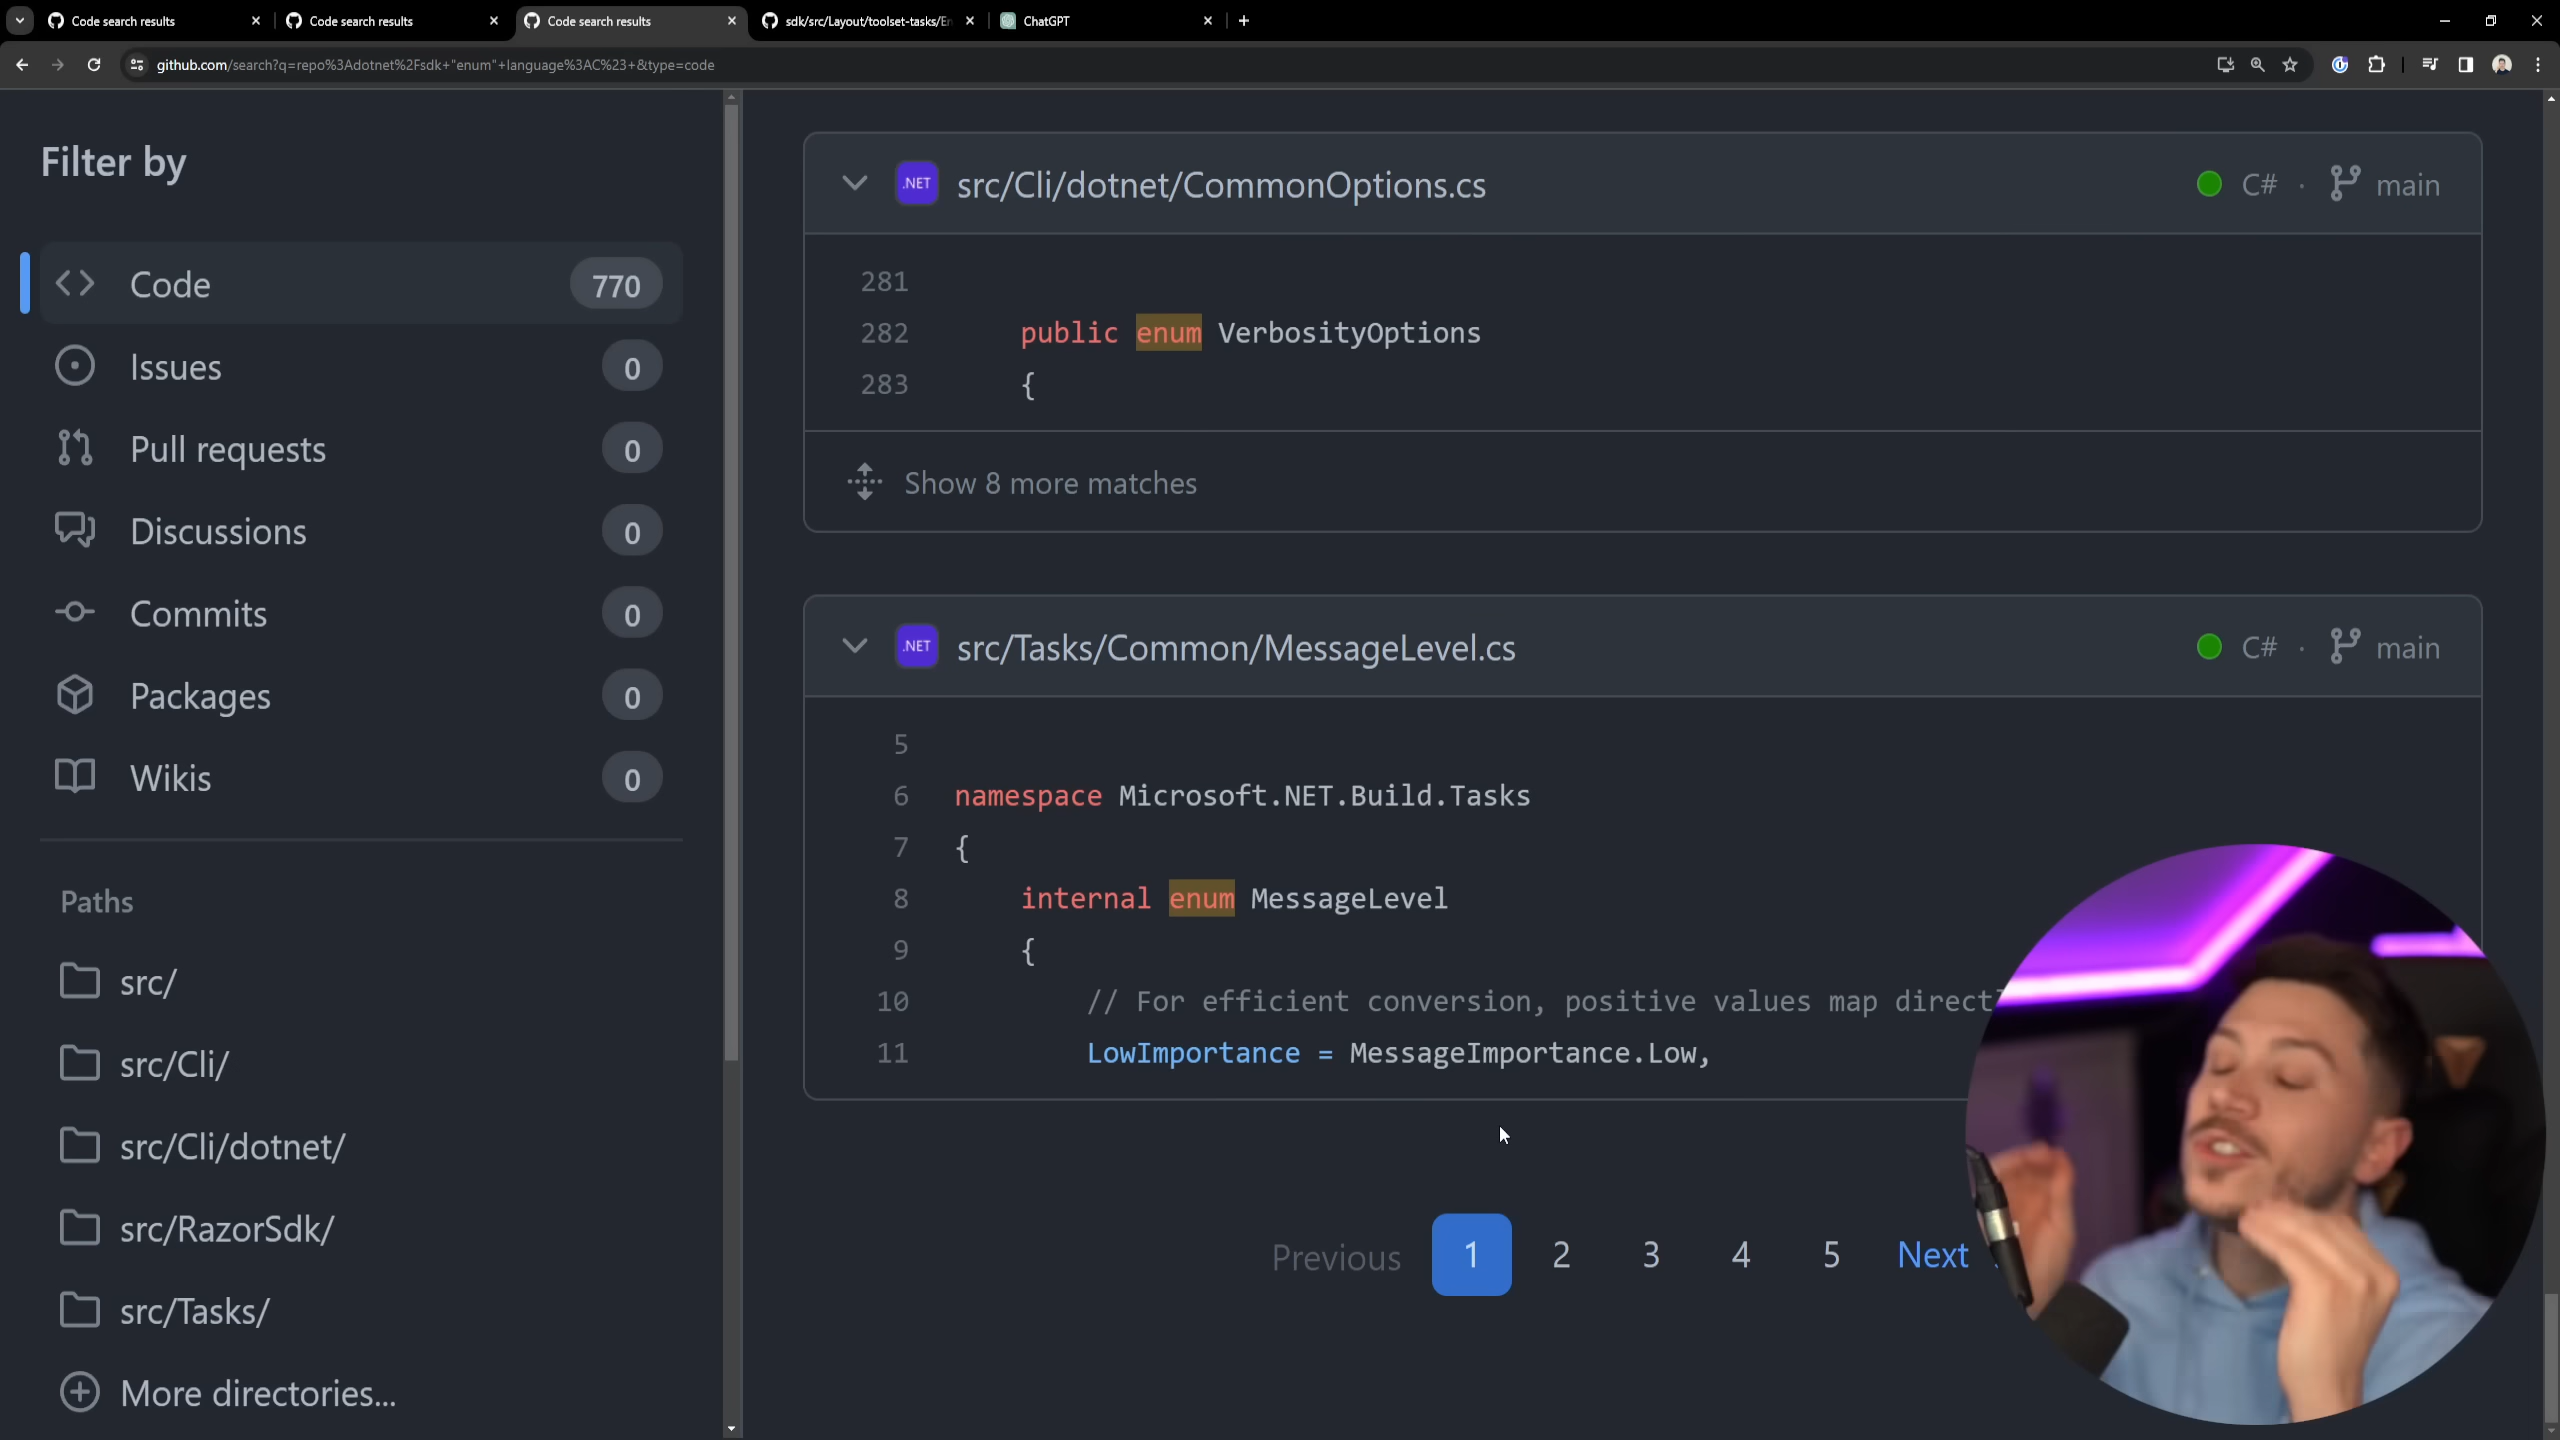 Code search results
Code search results
Code search results
sdk/src/Layout/toolset-tasks/En
ChatGPT
github.com/search?q=repo%3Adotnet%2Fsdk+"enum"+language%3AC%23+&type=code
Filter by
Code 770
Issues 0
Pull requests 0
Discussions 0
Commits 0
Packages 0
Wikis 0
Paths
src/
src/Cli/
src/Cli/dotnet/
src/RazorSdk/
src/Tasks/
More directories...
.NET src/Cli/dotnet/CommonOptions.cs C# · main
281
282 public enum VerbosityOptions
283 {
Show 8 more matches
.NET src/Tasks/Common/MessageLevel.cs C# · main
5
6 namespace Microsoft.NET.Build.Tasks
7 {
8 internal enum MessageLevel
9 {
10 // For efficient conversion, positive values map directl
11 LowImportance = MessageImportance.Low,
Previous 1 2 3 4 5 Next